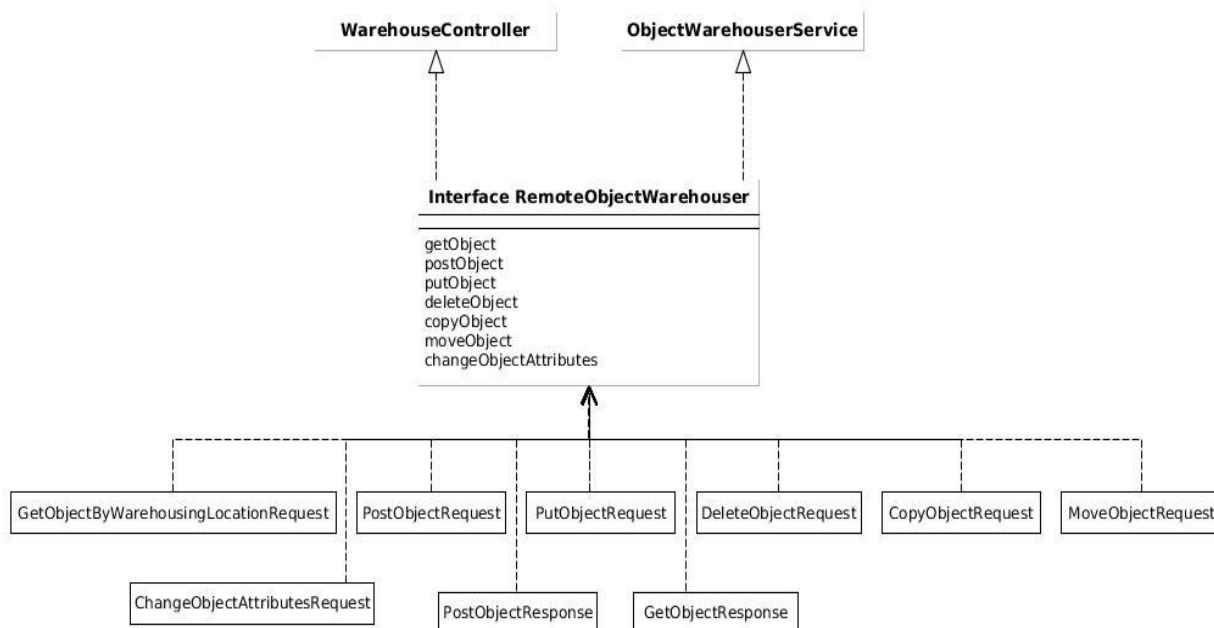 WarehouseController
ObjectWarehouserService
Interface RemoteObjectWarehouser
getObject
postObject
putObject
deleteObject
copyObject
moveObject
changeObjectAttributes
GetObjectByWarehousingLocationRequest
PostObjectRequest
PutObjectRequest
DeleteObjectRequest
CopyObjectRequest
MoveObjectRequest
ChangeObjectAttributesRequest
PostObjectResponse
GetObjectResponse